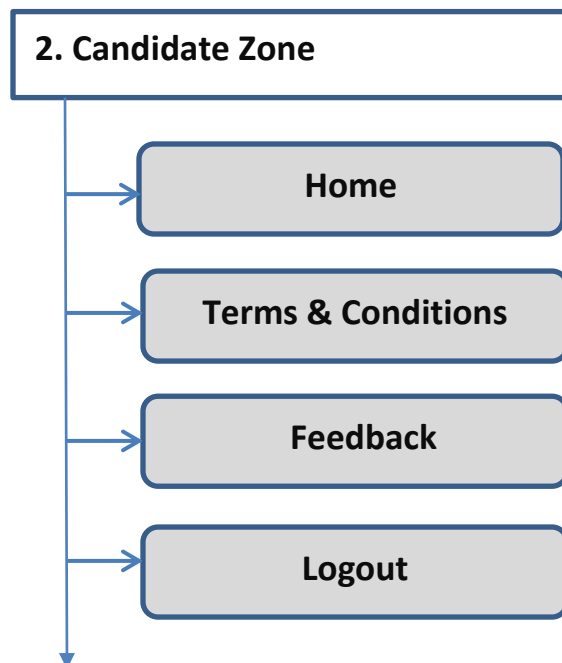 2. Candidate Zone
Home
Terms & Conditions
Feedback
Logout